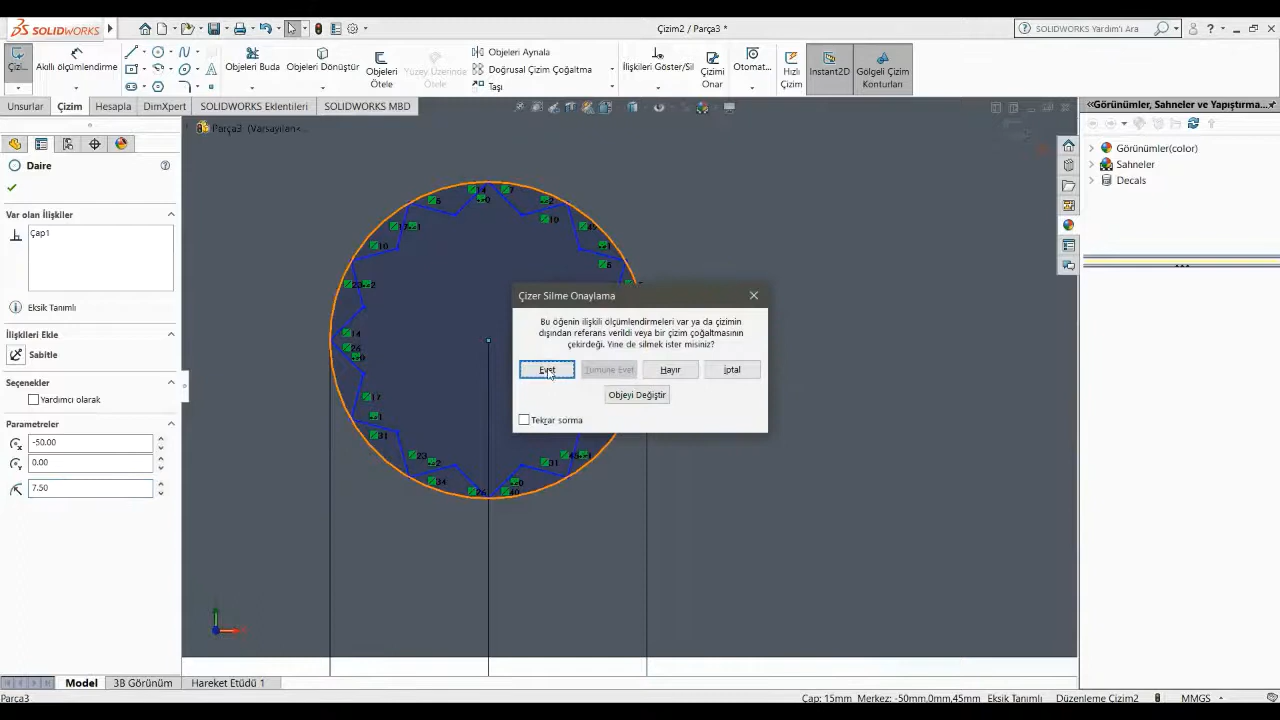 SOLIDWORKS
Çizim2 / Parça3 *
SOLIDWORKS Yardım'ı Ara
Çizi...
Akıllı ölçümlendirme
Objeleri Buda
Objeleri Dönüştür
Objeleri Ötele
Yüzey Üzerinde Ötele
Objeleri Aynala
Doğrusal Çizim Çoğaltma
Taşı
İlişkileri Göster/Sil
Çizimi Onar
Otomat...
Hızlı Çizim
Instant2D
Gölgeli Çizim Konturları
Unsurlar Çizim Hesapla DimXpert SOLIDWORKS Eklentileri SOLIDWORKS MBD
Parça3 (Varsayılan<...
Daire
Var olan İlişkiler
Çap1
Eksik Tanımlı
İlişkileri Ekle
Sabitle
Seçenekler
Yardımcı olarak
Parametreler
-50.00
0.00
7.50
Çizer Silme Onaylama
Bu öğenin ilişkili ölçümlendirmeleri var ya da çizimin
dışından referans verildi veya bir çizim çoğaltmasının
çekirdeği. Yine de silmek ister misiniz?
Evet Tümüne Evet Hayır İptal
Objeyi Değiştir
Tekrar sorma
Görünümler, Sahneler ve Yapıştırma...
Görünümler(color)
Sahneler
Decals
Model 3B Görünüm Hareket Etüdü 1
Parça3
Çap: 15mm Merkez: -50mm,0mm,45mm Eksik Tanımlı Düzenleme Çizim2 MMGS